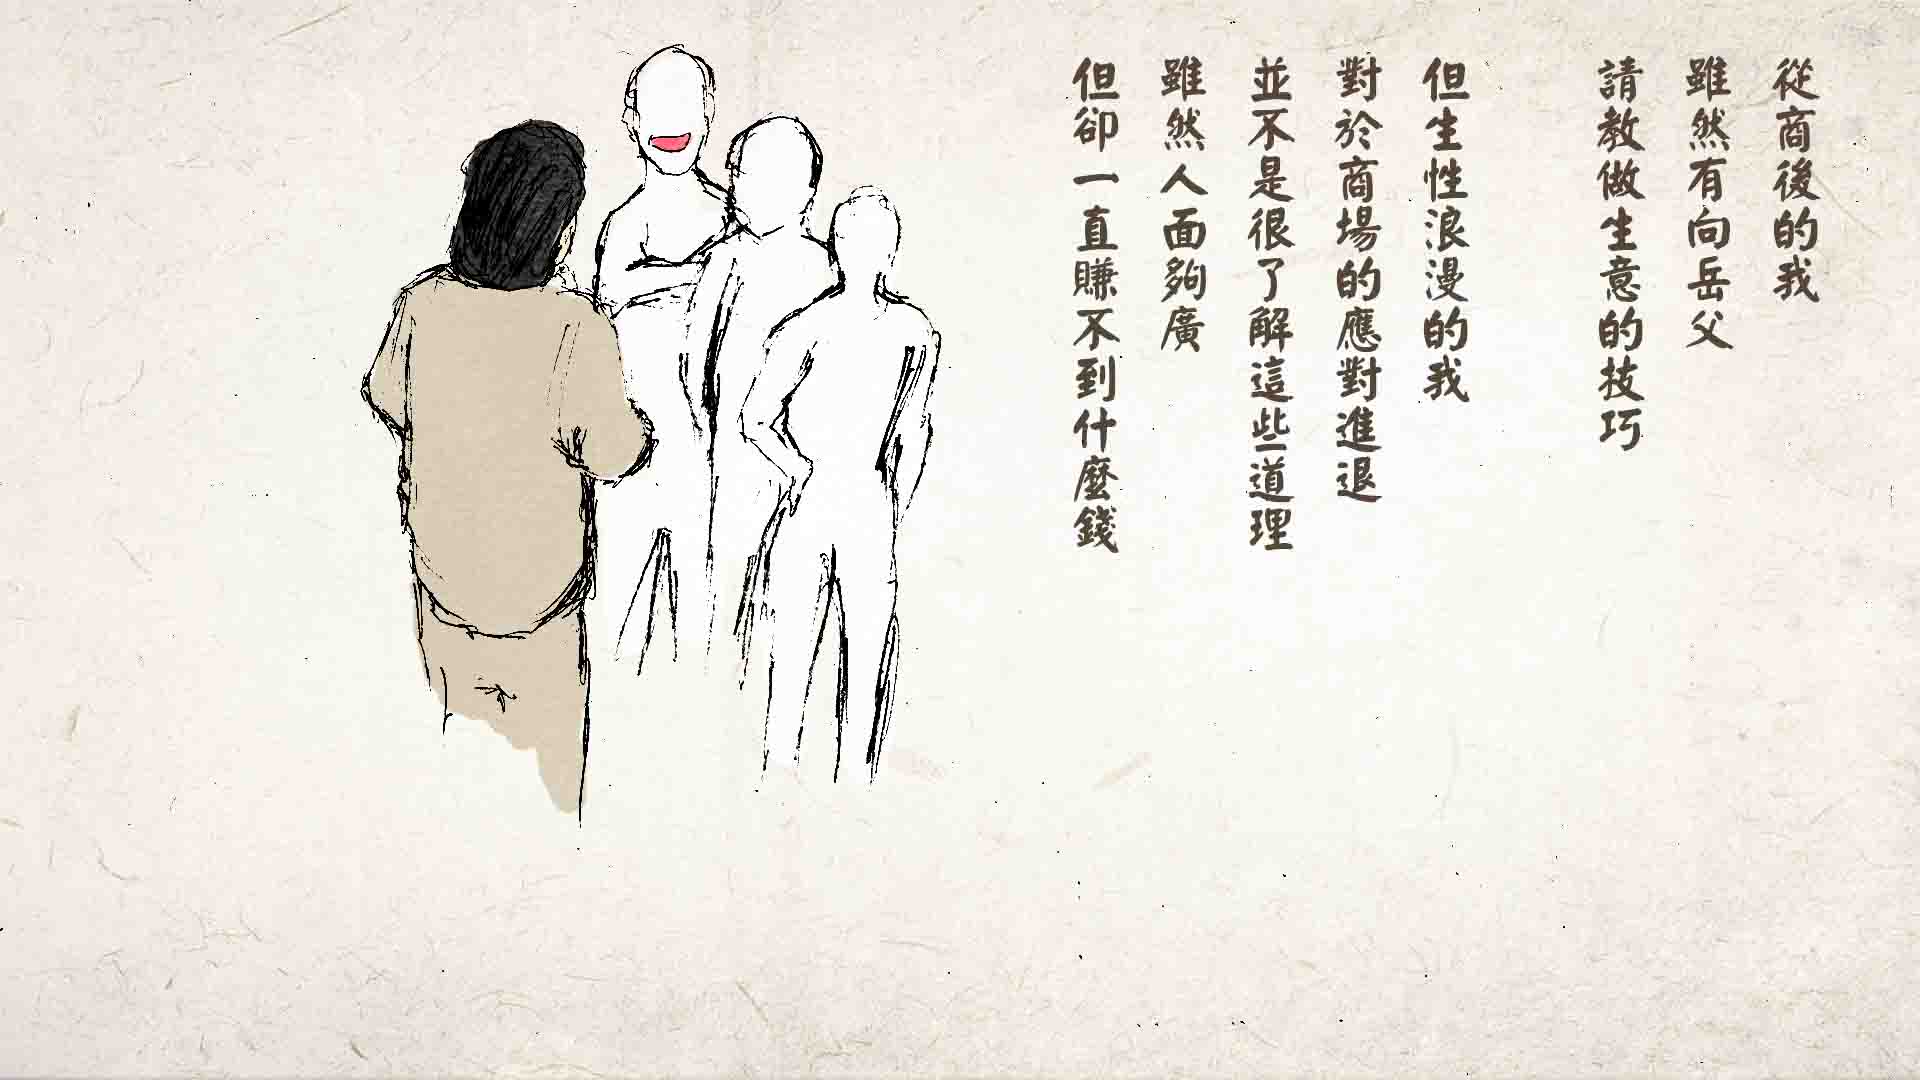 從商後的我
雖然有向岳父
請教做生意的技巧
但生性浪漫的我
對於商場的應對進退
並不是很了解這些道理
雖然人面夠廣
但卻一直賺不到什麼錢